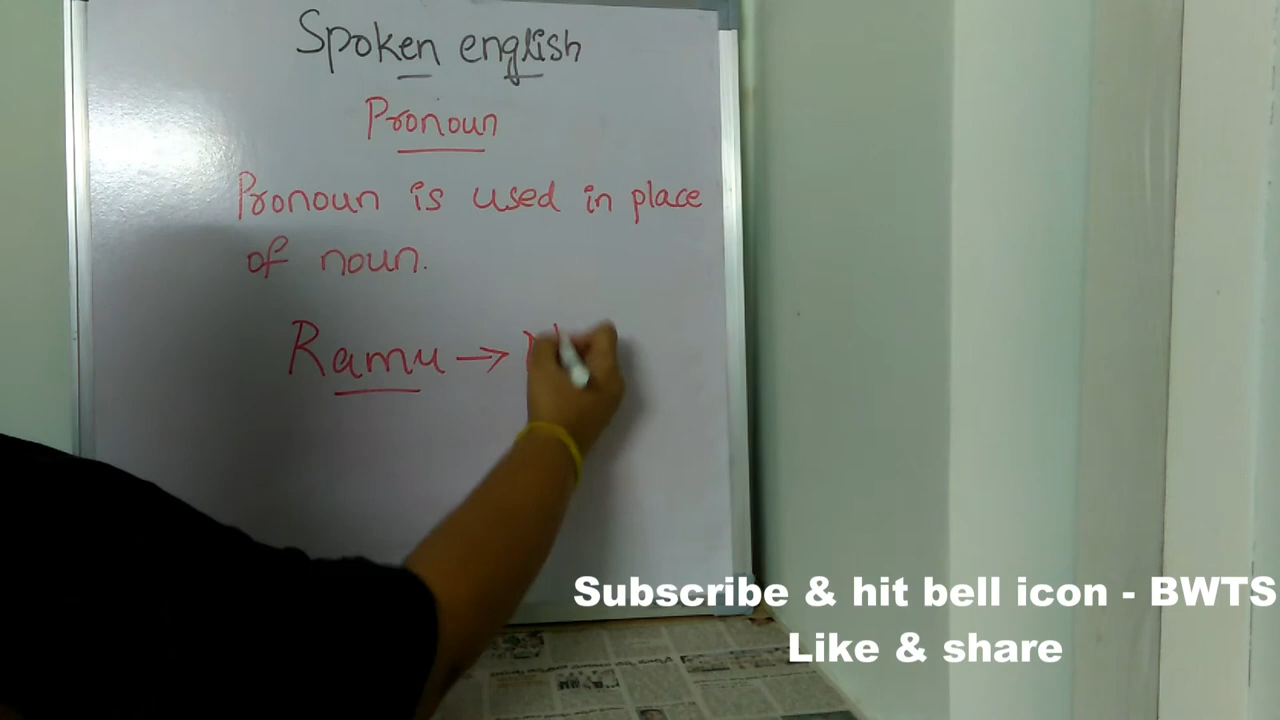 Spoken english
Pronoun
Pronoun is used in place
of noun.
Ramu →
Subscribe & hit bell icon - BWTS
Like & share